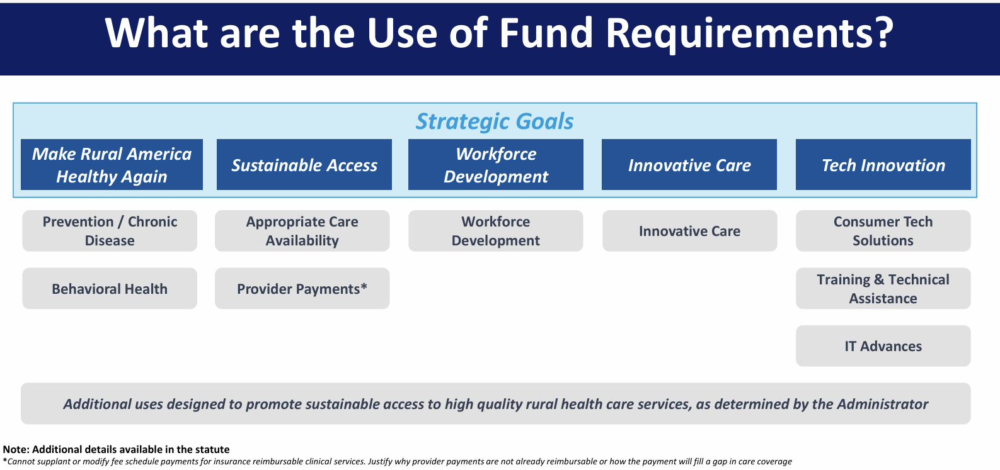 What are the Use of Fund Requirements?
Strategic Goals
Make Rural America
Healthy Again
Sustainable Access
Workforce
Development
Innovative Care
Tech Innovation
Prevention / Chronic
Disease
Appropriate Care
Availability
Workforce
Development
Innovative Care
Consumer Tech
Solutions
Behavioral Health
Provider Payments*
Training & Technical
Assistance
IT Advances
Additional uses designed to promote sustainable access to high quality rural health care services, as determined by the Administrator
Note: Additional details available in the statute
*Cannot supplant or modify fee schedule payments for insurance reimbursable clinical services. Justify why provider payments are not already reimbursable or how the payment will fill a gap in care coverage